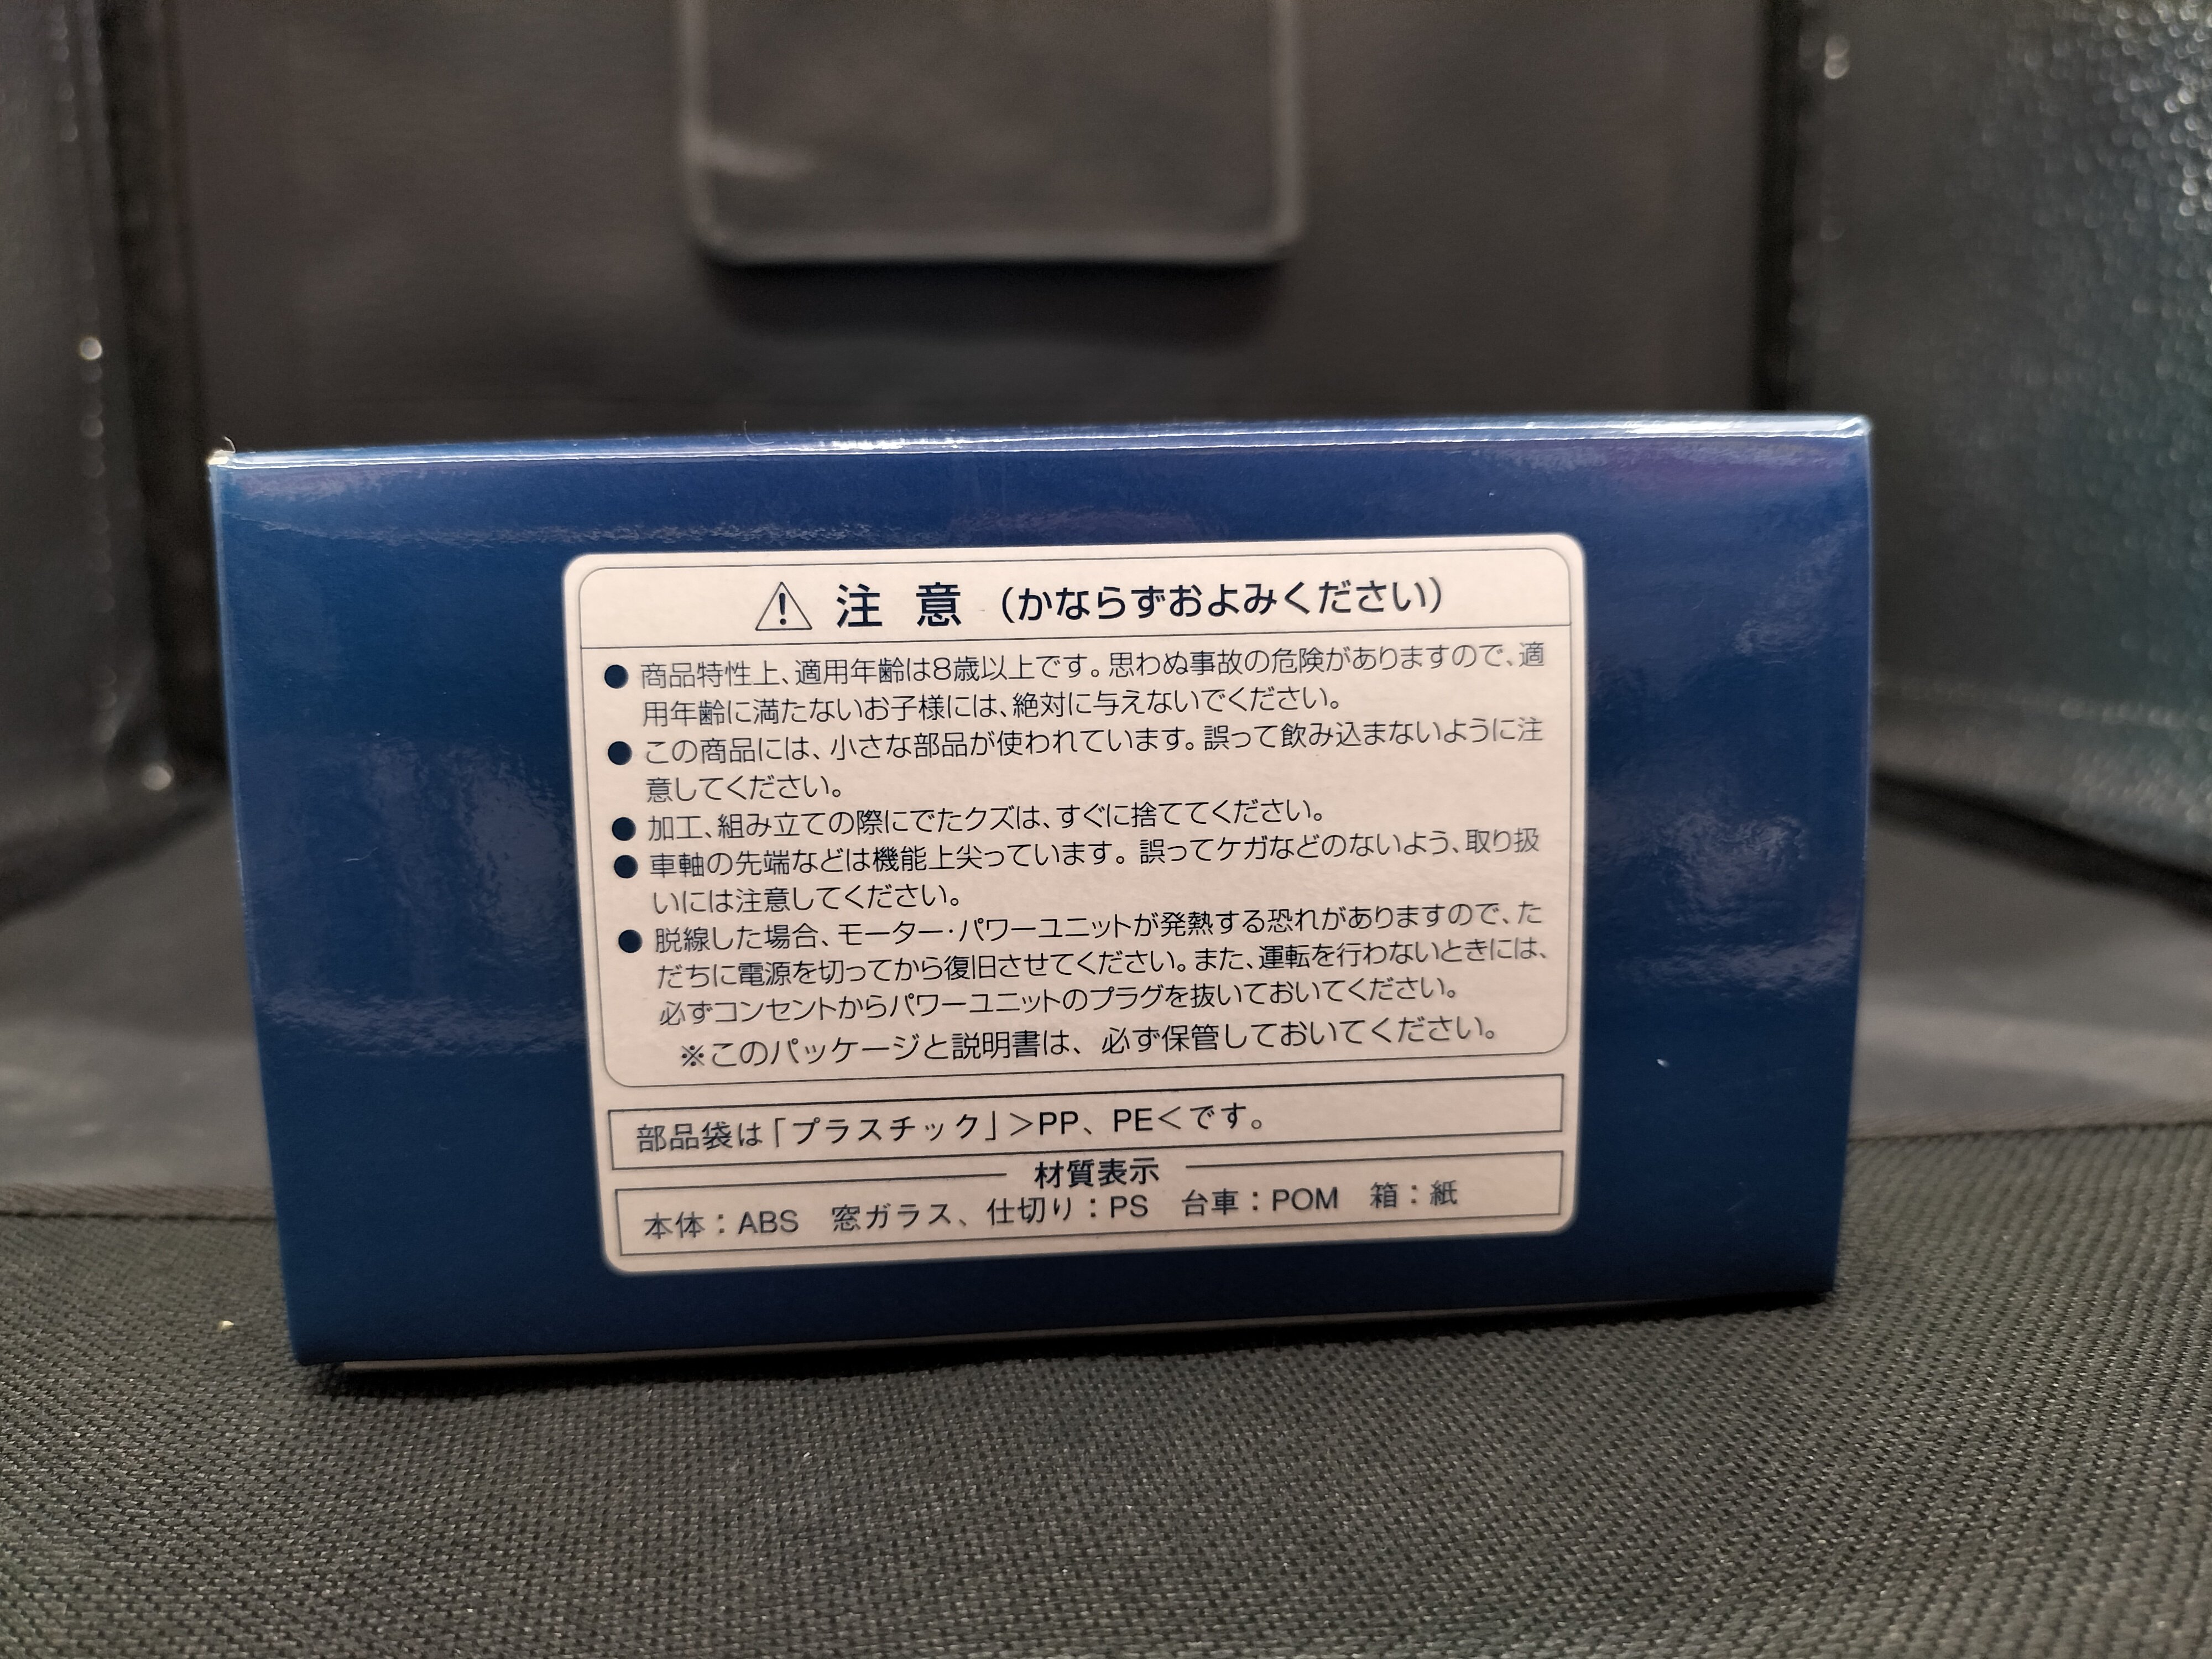 ⚠ 注 意 （かならずおよみください）
● 商品特性上、適用年齢は8歳以上です。思わぬ事故の危険がありますので、適
用年齢に満たないお子様には、絶対に与えないでください。
● この商品には、小さな部品が使われています。誤って飲み込まないように注
意してください。
● 加工、組み立ての際にでたクズは、すぐに捨ててください。
● 車軸の先端などは機能上尖っています。誤ってケガなどのないよう、取り扱
いには注意してください。
● 脱線した場合、モーター・パワーユニットが発熱する恐れがありますので、た
だちに電源を切ってから復旧させてください。また、運転を行わないときには、
必ずコンセントからパワーユニットのプラグを抜いておいてください。
※このパッケージと説明書は、必ず保管しておいてください。
部品袋は「プラスチック」＞PP、PE＜です。
材質表示
本体：ABS 窓ガラス、仕切り：PS 台車：POM 箱：紙